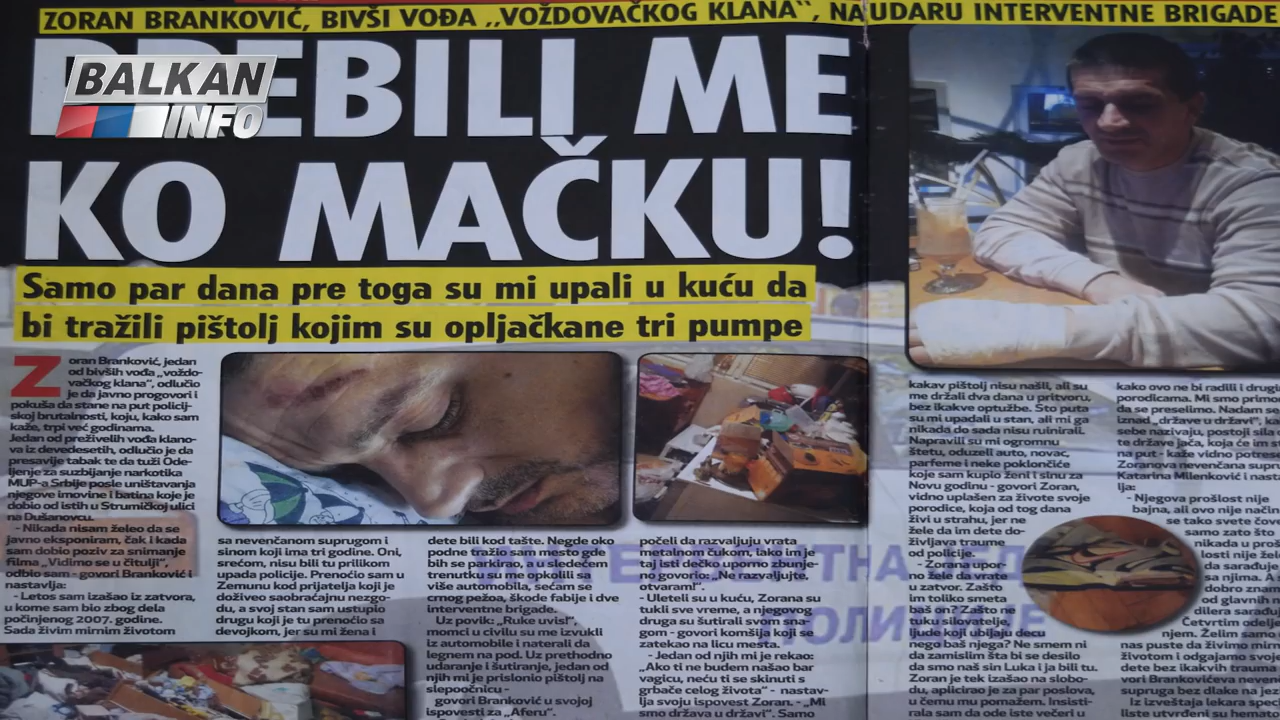 ZORAN BRANKOVIĆ, BIVŠI VOĐA ,,VOŽDOVAČKOG KLANA‘‘, NA UDARU INTERVENTNE BRIGADE
PREBILI ME
BALKAN
INFO
KO MAČKU!
Samo par dana pre toga su mi upali u kuću da
bi tražili pištolj kojim su opljačkane tri pumpe
Zoran Branković, jedan
od bivših vođa „voždo-
vačkog klana“, odlučio
je da javno progovori i
pokuša da stane na put policij-
skoj brutalnosti, koju, kako sam
kaže, trpi već godinama.
Jedan od preživelih vođa klano-
va iz devedesetih, odlučio je da
presavije tabak te da tuži Ode-
ljenje za suzbijanje narkotika
MUP-a Srbije posle uništavanja
njegove imovine i batina koje je
dobio od istih u Strumičkoj ulici
na Dušanovcu.
- Nikada nisam želeo da se
javno eksponiram, čak i kada
sam dobio poziv za snimanje
filma „Vidimo se u čitulji“,
odbio sam - govori Branković i
nastavlja:
- Letos sam izašao iz zatvora,
u kome sam bio zbog dela
počinjenog 2007. godine.
Sada živim mirnim životom
sa nevenčanom suprugom i
sinom koji ima tri godine. Oni,
srećom, nisu bili tu prilikom
upada policije. Prenoćio sam u
Zemunu kod prijatelja koji je
doživeo saobraćajnu nezgo-
du, a svoj stan sam ustupio
drugu koji je tu prenoćio sa
devojkom, jer su mi žena i
dete bili kod tašte. Negde oko
podne tražio sam mesto gde
bih se parkirao, a u sledećem
trenutku su me opkolili sa
više automobila, sećam se
crnog pežoa, škode fabije i dve
interventne brigade.
Uz povik: „Ruke uvis!“,
momci u civilu su me izvukli
iz automobila i naterali da
legnem na pod. Uz prethodno
udaranje i šutiranje, jedan od
njih mi je prislonio pištolj na
slepoočnicu -
govori Branković u svojoj
ispovesti za „Aferu“.
počeli da razvaljuju vrata
metalnom čukom, iako im je
taj isti dečko uporno zbunje-
no govorio: „Ne razvaljujte,
otvaram!“.
- Uleteli su u kuću, Zorana su
tukli sve vreme, a njegovog
druga su šutirali svom sna-
gom - govori komšija koji se
zatekao na licu mesta.
- Jedan od njih mi je rekao:
„Ako ti ne budem našao bar
vagicu, neću ti se skinuti s
grbače celog života“ - nastav-
lja svoju ispovest Zoran. - „Mi
smo država u državi“. Samo
kakav pištolj nisu našli, ali su
me držali dva dana u pritvoru,
bez ikakve optužbe. Sto puta
su mi upadali u stan, ali mi ga
nikada do sada nisu ruinirali.
Napravili su mi ogromnu
štetu, oduzeli auto, novac,
parfeme i neke poklončiće
koje sam kupio ženi i sinu za
Novu godinu - govori Zoran,
vidno uplašen za živote svoje
porodice, koja od tog dana
živi u strahu, jer ne
žele da im dete do-
življava traume
od policije.
- Zorana upor-
no žele da vrate
u zatvor. Zašto
im toliko smeta
baš on? Zašto ne
tuku silovatelje,
ljude koji ubijaju decu
nego baš njega? Ne smem ni
da zamislim šta bi se desilo
da smo naš sin Luka i ja bili tu.
Zoran je tek izašao na slobo-
du, aplicirao je za par poslova,
u čemu mu pomažem. Insisti-
rala sam da ode iste večeri u
kako ovo ne bi radili i drugi
porodicama. Mi smo primo
da se preselimo. Nadam se
iznad „države u državi“, ka
sebe nazivaju, postoji sila o
te države jača, koja će im s
na put - kaže vidno potrese
Zoranova nevenčana supru
Katarina Milenković i nasta
lja:
- Njegova prošlost nije
bajna, ali ovo nije način
se tako svete čov
samo zato što
nikada u proš
losti nije žel
da sarađuje
sa njima. A
dobro znam
od glavnih n
dilera sarađu
Četvrtim odelje
njem. Želim samo
nas puste da živimo mirn
životom i odgajamo svoje
dete bez ikakvih trauma
vori Brankovićeva neven
supruga bez dlake na jez
Iz izveštaja lekara spec
liste utvrđeni su hemato